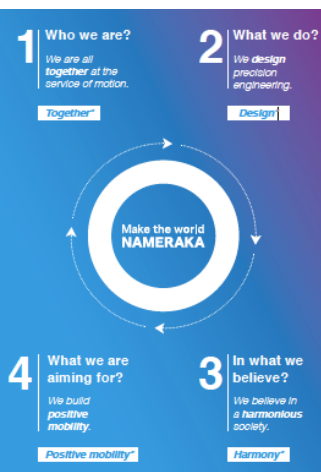 1 Who we are?
We are all
together at the
service of motion.
Together*
2 What we do?
We design
precision
engineering.
Design*
Make the world
NAMERAKA
4 What we are
aiming for?
We build
positive
mobility.
Positive mobility*
3 In what we
believe?
We believe in
a harmonious
society.
Harmony*